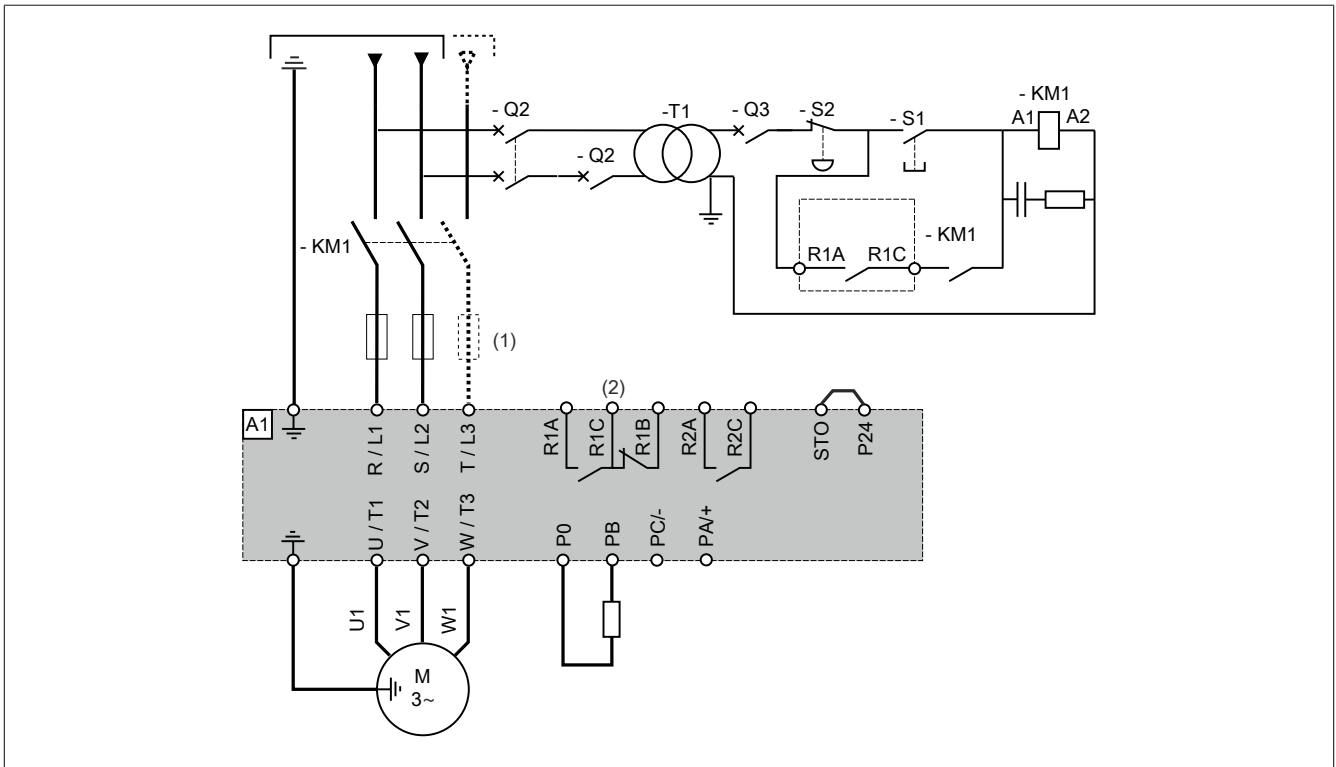 - Q2
-T1
- Q3
- S2
- S1
- KM1
A1
A2
- Q2
- KM1
- KM1
R1A
R1C
(1)
(2)
A1
R / L1
S / L2
T / L3
R1A
R1C
R1B
R2A
R2C
STO
P24
U / T1
V / T2
W / T3
P0
PB
PC/-
PA/+
U1
V1
W1
M
3~